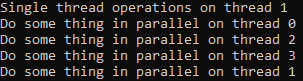 Single thread operations on thread 1
Do some thing in parallel on thread 0
Do some thing in parallel on thread 2
Do some thing in parallel on thread 1
Do some thing in parallel on thread 3